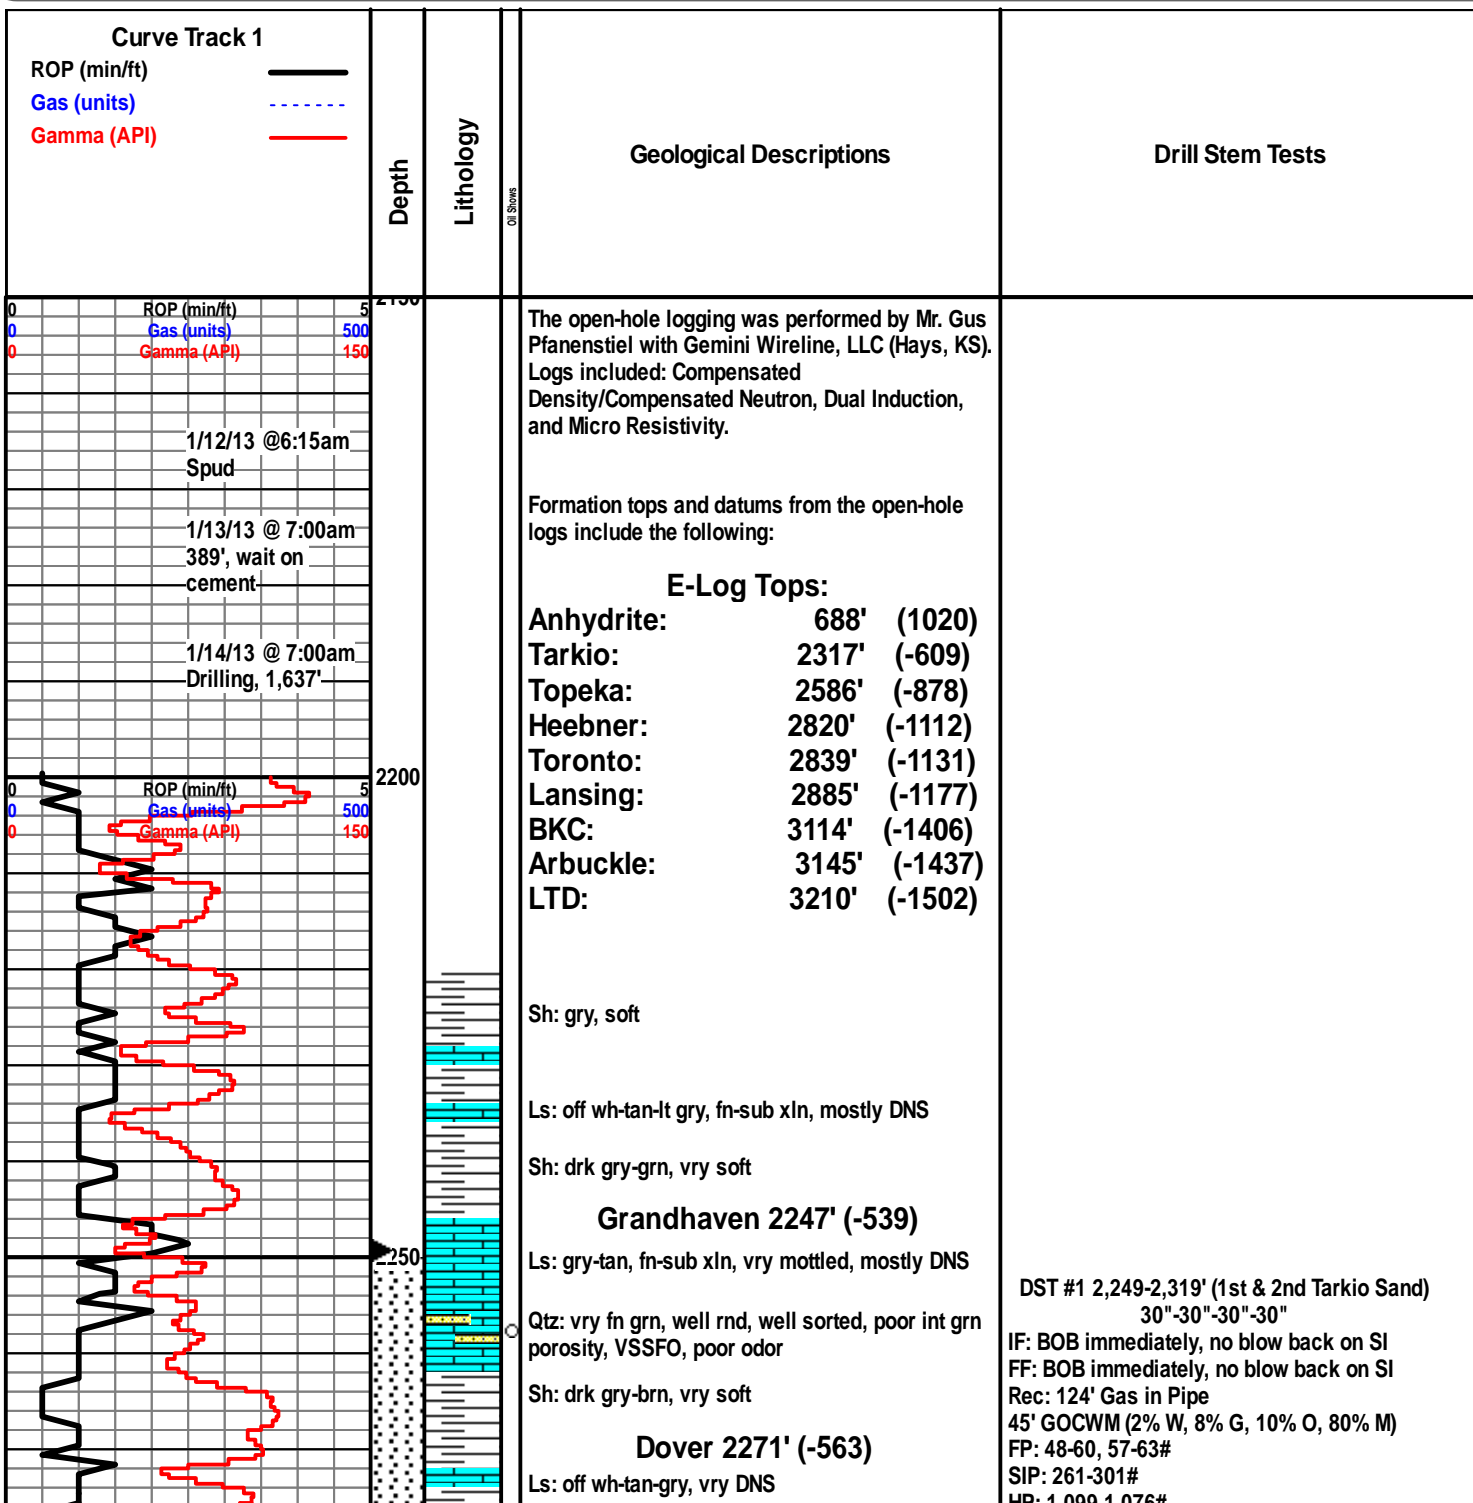 Curve Track 1
ROP (min/ft)
Gas (units)
Gamma (API)
Depth
Lithology
Oil Shows
Geological Descriptions
Drill Stem Tests
0 ROP (min/ft) 5
0 Gas (units) 500
0 Gamma (API) 150
2150
1/12/13 @6:15am
Spud
1/13/13 @ 7:00am
389', wait on
cement
1/14/13 @ 7:00am
Drilling, 1,637'
2200
0 ROP (min/ft) 5
0 Gas (units) 500
0 Gamma (API) 150
2250
The open-hole logging was performed by Mr. Gus
Pfanenstiel with Gemini Wireline, LLC (Hays, KS).
Logs included: Compensated
Density/Compensated Neutron, Dual Induction,
and Micro Resistivity.
Formation tops and datums from the open-hole
logs include the following:
E-Log Tops:
Anhydrite: 688' (1020)
Tarkio: 2317' (-609)
Topeka: 2586' (-878)
Heebner: 2820' (-1112)
Toronto: 2839' (-1131)
Lansing: 2885' (-1177)
BKC: 3114' (-1406)
Arbuckle: 3145' (-1437)
LTD: 3210' (-1502)
Sh: gry, soft
Ls: off wh-tan-lt gry, fn-sub xln, mostly DNS
Sh: drk gry-grn, vry soft
Grandhaven 2247' (-539)
Ls: gry-tan, fn-sub xln, vry mottled, mostly DNS
Qtz: vry fn grn, well rnd, well sorted, poor int grn
porosity, VSSFO, poor odor
Sh: drk gry-brn, vry soft
Dover 2271' (-563)
Ls: off wh-tan-gry, vry DNS
DST #1 2,249-2,319' (1st & 2nd Tarkio Sand)
30"-30"-30"-30"
IF: BOB immediately, no blow back on SI
FF: BOB immediately, no blow back on SI
Rec: 124' Gas in Pipe
45' GOCWM (2% W, 8% G, 10% O, 80% M)
FP: 48-60, 57-63#
SIP: 261-301#
HP: 1,099-1,076#